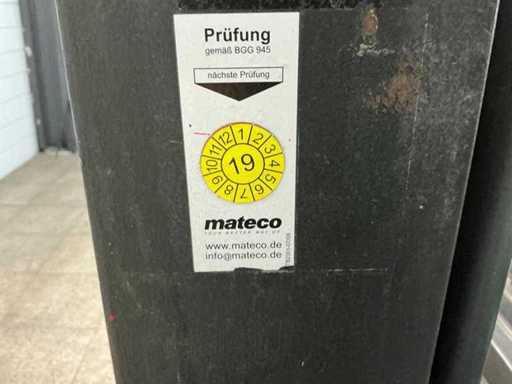 Prüfung
gemäß BGG 945
nächste Prüfung
1 2 3 4 5 6 7 8 9 10 11 12
19
mateco
www.mateco.de
info@mateco.de